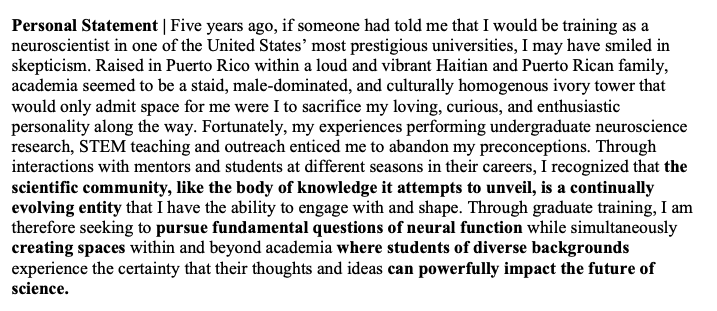 Personal Statement | Five years ago, if someone had told me that I would be training as a
neuroscientist in one of the United States’ most prestigious universities, I may have smiled in
skepticism. Raised in Puerto Rico within a loud and vibrant Haitian and Puerto Rican family,
academia seemed to be a staid, male-dominated, and culturally homogenous ivory tower that
would only admit space for me were I to sacrifice my loving, curious, and enthusiastic
personality along the way. Fortunately, my experiences performing undergraduate neuroscience
research, STEM teaching and outreach enticed me to abandon my preconceptions. Through
interactions with mentors and students at different seasons in their careers, I recognized that the
scientific community, like the body of knowledge it attempts to unveil, is a continually
evolving entity that I have the ability to engage with and shape. Through graduate training, I am
therefore seeking to pursue fundamental questions of neural function while simultaneously
creating spaces within and beyond academia where students of diverse backgrounds
experience the certainty that their thoughts and ideas can powerfully impact the future of
science.